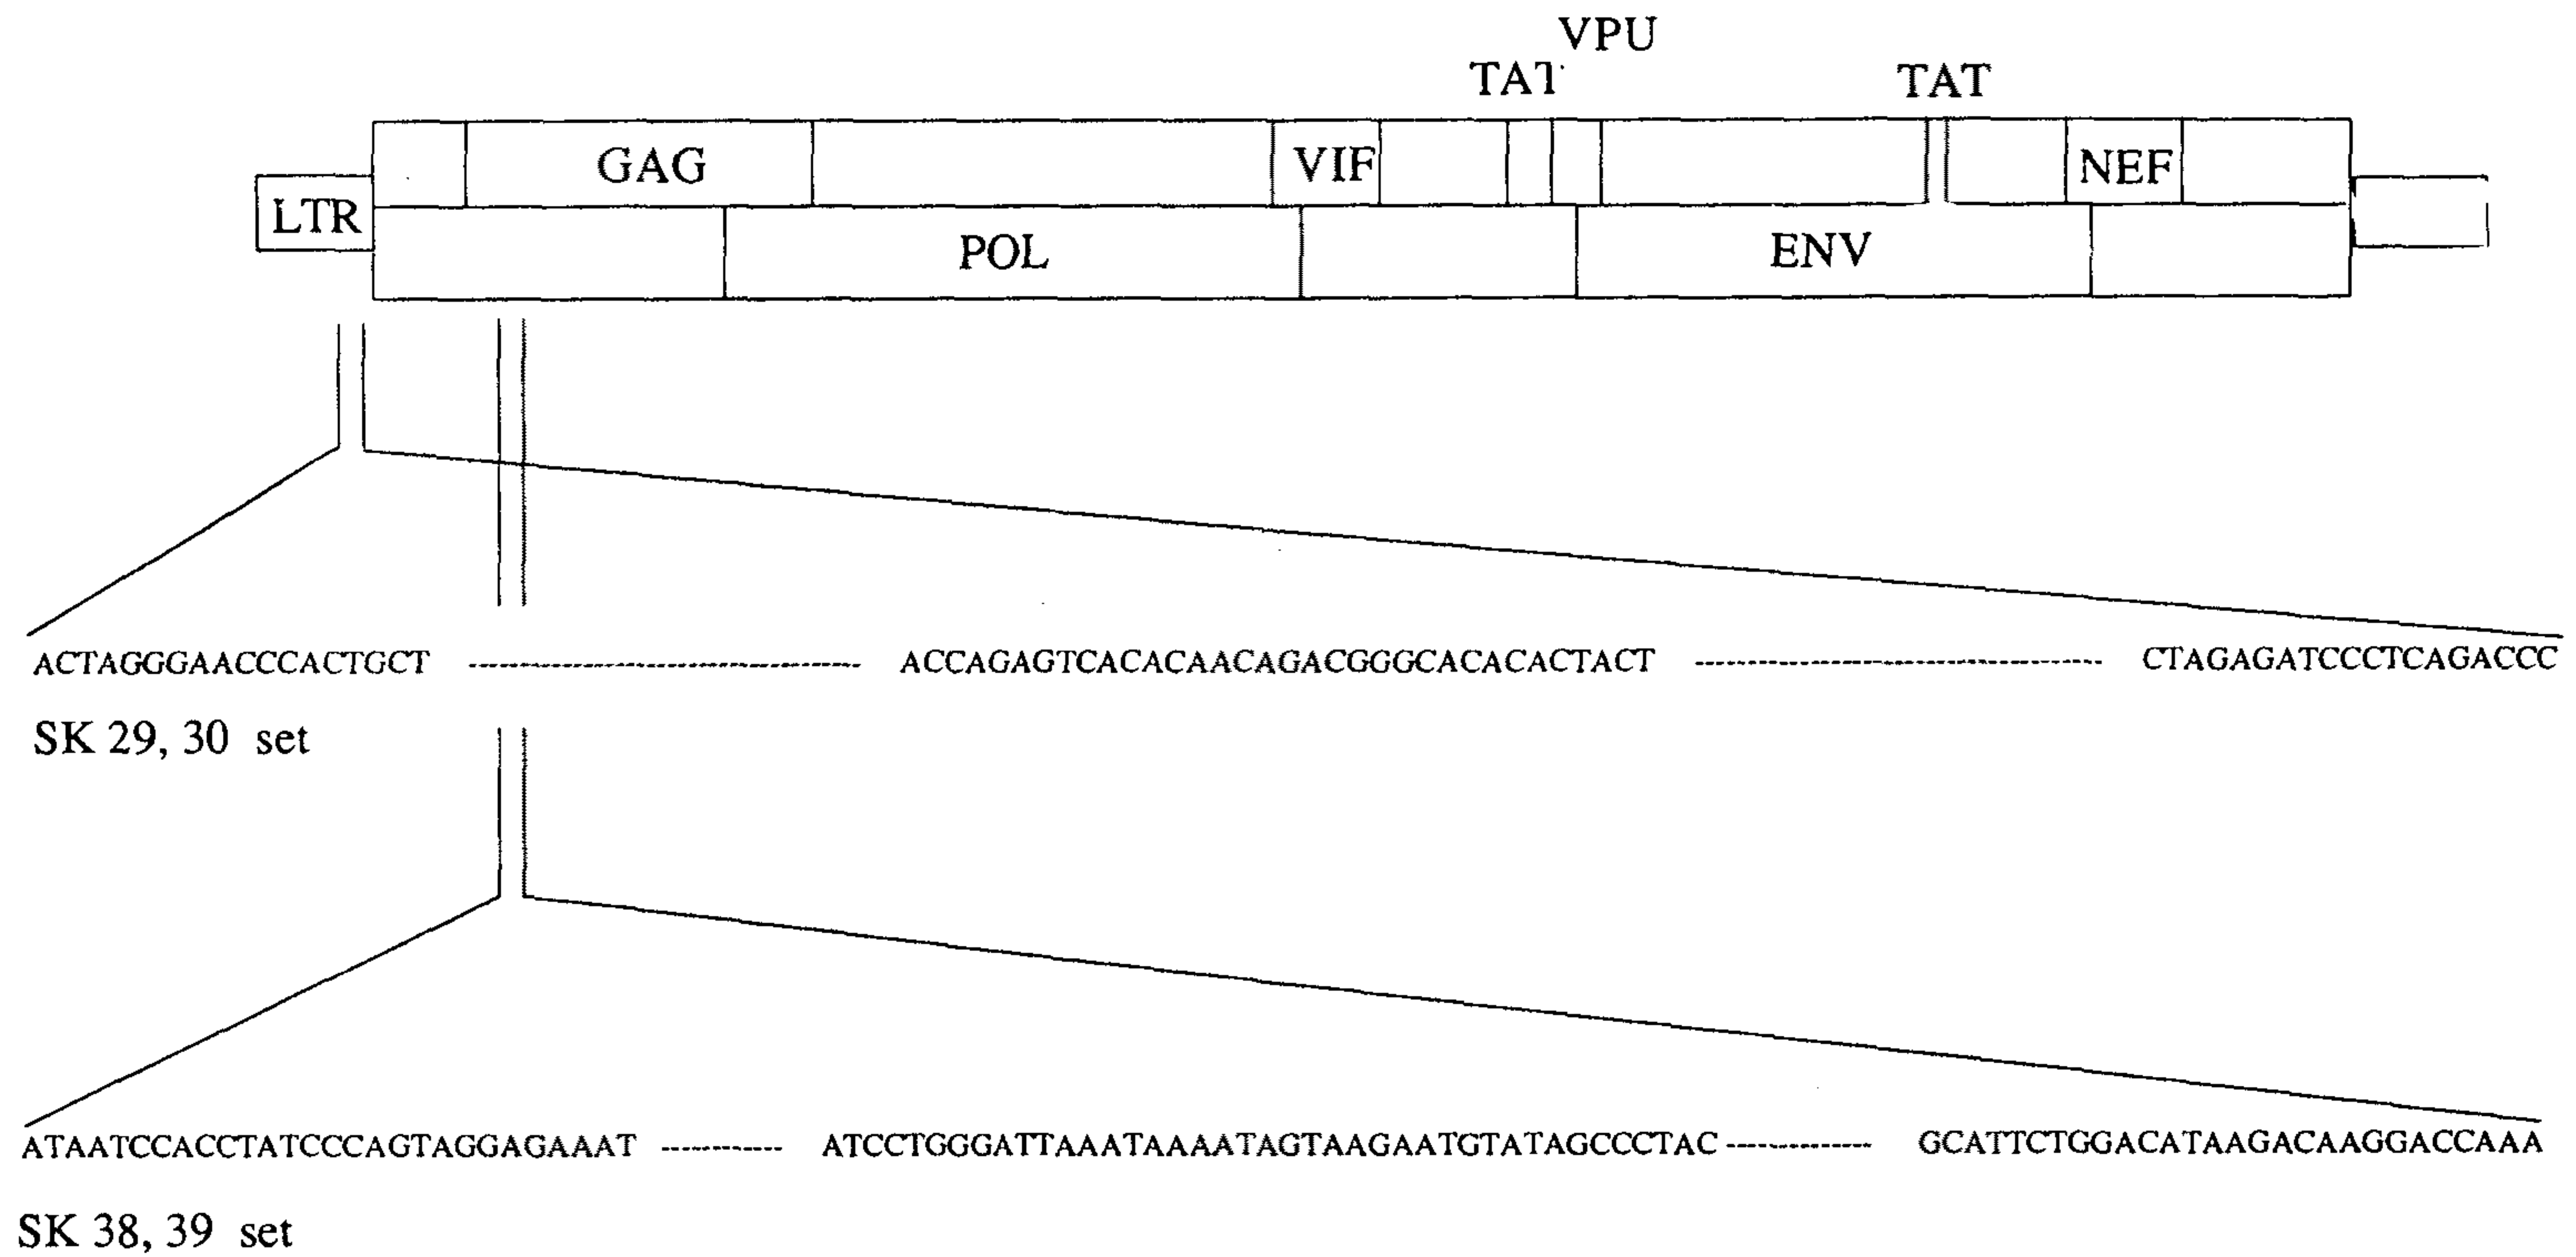 VPU
TAT TAT
GAG VIF NEF
LTR
POL ENV
ACTAGGGAACCCACTGCT ACCAGAGTCACACAACAGACGGGCACACACTACT CTAGAGATCCCTCAGACCC
SK 29, 30 set
ATAATCCACCTATCCCAGTAGGAGAAAT ATCCTGGGATTAAATAAAATAGTAAGAATGTATAGCCCTAC GCATTCTGGACATAAGACAAGGACCAAA
SK 38, 39 set